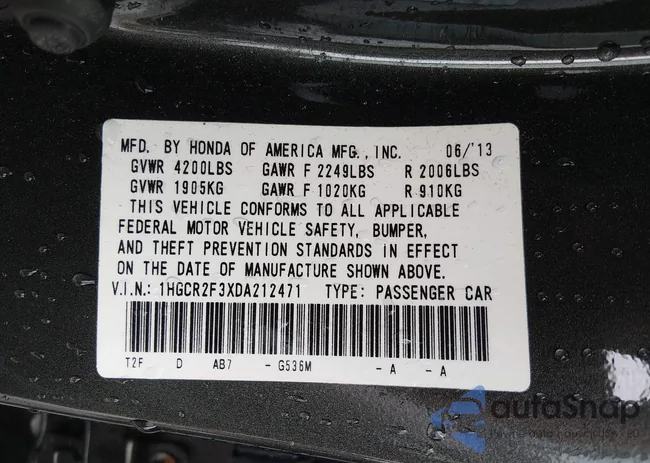 MFD. BY HONDA OF AMERICA MFG., INC. 06/'13
GVWR 4200LBS GAWR F 2249LBS R 2006LBS
GVWR 1905KG GAWR F 1020KG R 910KG
THIS VEHICLE CONFORMS TO ALL APPLICABLE
FEDERAL MOTOR VEHICLE SAFETY, BUMPER,
AND THEFT PREVENTION STANDARDS IN EFFECT
ON THE DATE OF MANUFACTURE SHOWN ABOVE.
V.I.N.: 1HGCR2F3XDA212471 TYPE: PASSENGER CAR
T2F D AB7 - G536M - A - A
autaSnap